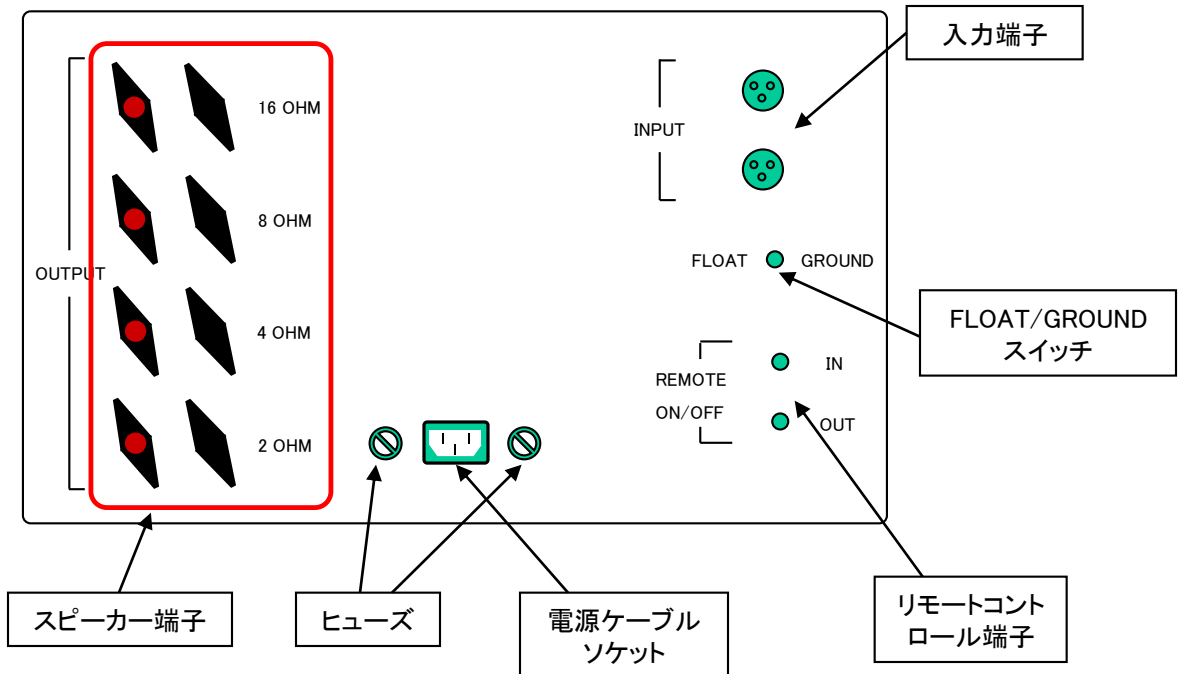 入力端子
16 OHM
INPUT
8 OHM
FLOAT GROUND
OUTPUT
FLOAT/GROUND
スイッチ
4 OHM
REMOTE
ON/OFF
IN
OUT
2 OHM
スピーカー端子
ヒューズ
電源ケーブル
ソケット
リモートコント
ロール端子